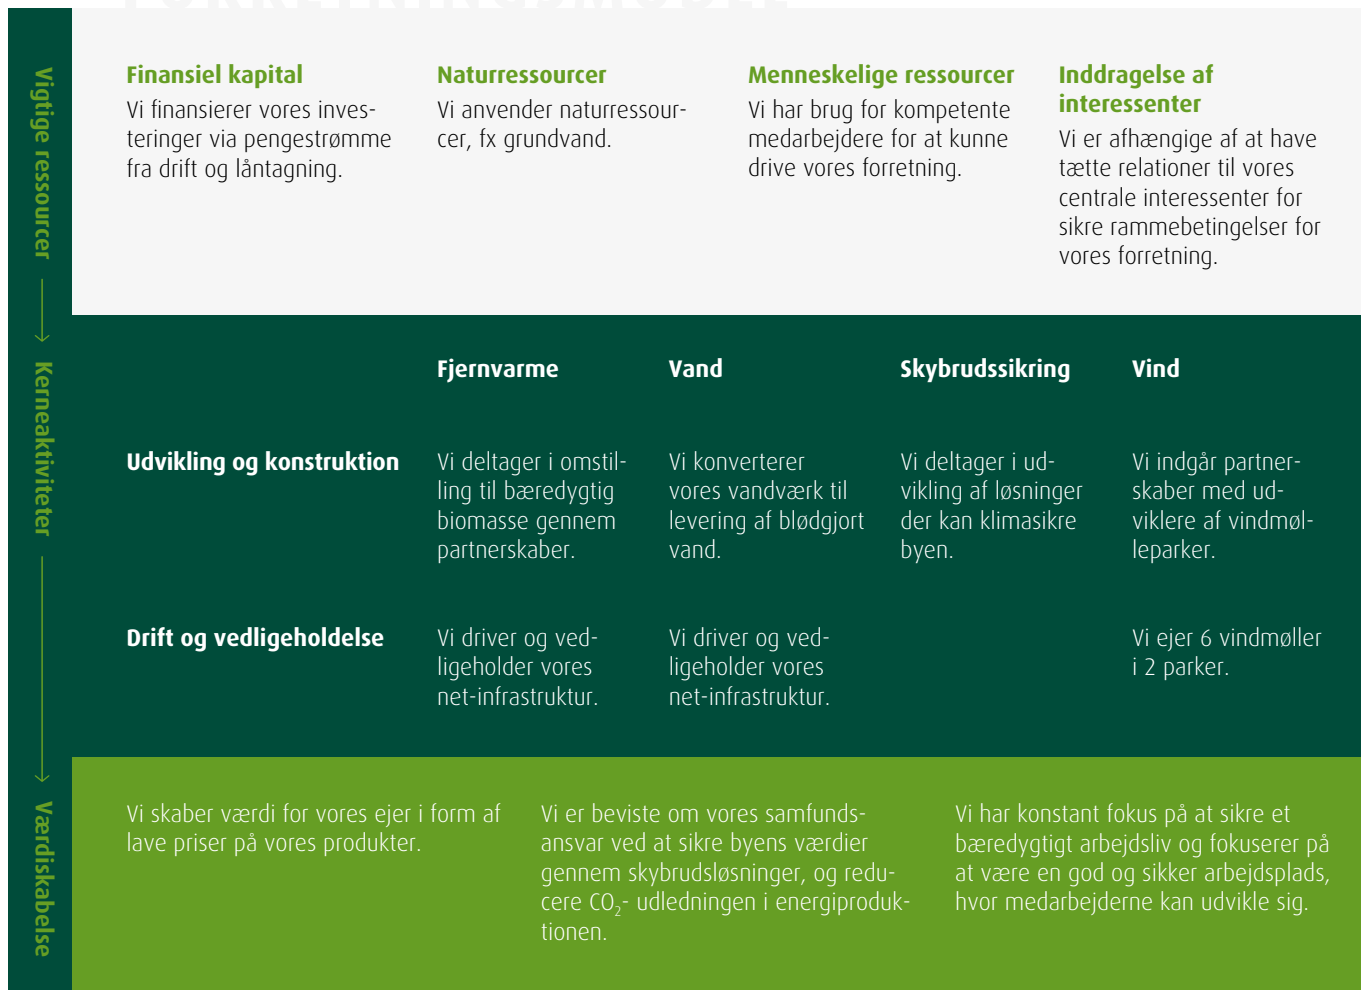 Vigtige ressourcer
Finansiel kapital
Vi finansierer vores inves-
teringer via pengestrømme
fra drift og låntagning.
Naturressourcer
Vi anvender naturressour-
cer, fx grundvand.
Menneskelige ressourcer
Vi har brug for kompetente
medarbejdere for at kunne
drive vores forretning.
Inddragelse af
interessenter
Vi er afhængige af at have
tætte relationer til vores
centrale interessenter for
sikre rammebetingelser for
vores forretning.
Kerneaktiviteter
Fjernvarme
Vand
Skybrudssikring
Vind
Udvikling og konstruktion
Vi deltager i omstil-
ling til bæredygtig
biomasse gennem
partnerskaber.
Vi konverterer
vores vandværk til
levering af blødgjort
vand.
Vi deltager i ud-
vikling af løsninger
der kan klimasikre
byen.
Vi indgår partner-
skaber med ud-
viklere af vindmøl-
leparker.
Drift og vedligeholdelse
Vi driver og ved-
ligeholder vores
net-infrastruktur.
Vi driver og ved-
ligeholder vores
net-infrastruktur.
Vi ejer 6 vindmøller
i 2 parker.
Værdiskabelse
Vi skaber værdi for vores ejer i form af
lave priser på vores produkter.
Vi er beviste om vores samfunds-
ansvar ved at sikre byens værdier
gennem skybrudsløsninger, og redu-
cere CO₂- udledningen i energiproduk-
tionen.
Vi har konstant fokus på at sikre et
bæredygtigt arbejdsliv og fokuserer på
at være en god og sikker arbejdsplads,
hvor medarbejderne kan udvikle sig.